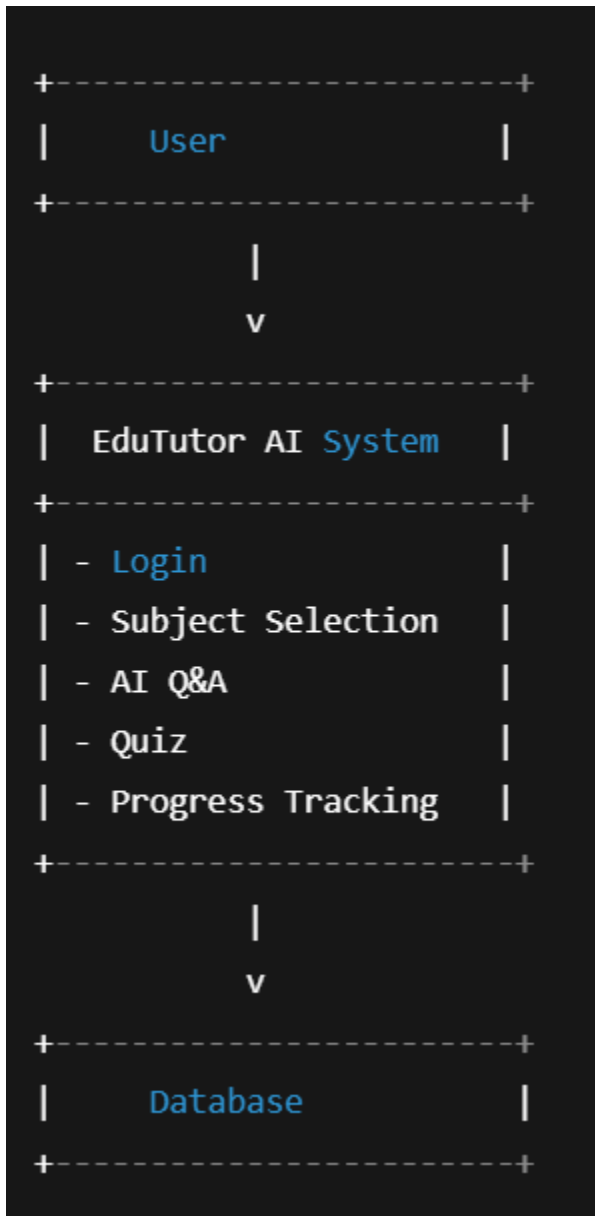 +------------------------+
|     User              |
+------------------------+
           |
           v
+------------------------+
|  EduTutor AI System   |
+------------------------+
| - Login               |
| - Subject Selection   |
| - AI Q&A              |
| - Quiz                |
| - Progress Tracking   |
+------------------------+
           |
           v
+------------------------+
|     Database           |
+------------------------+